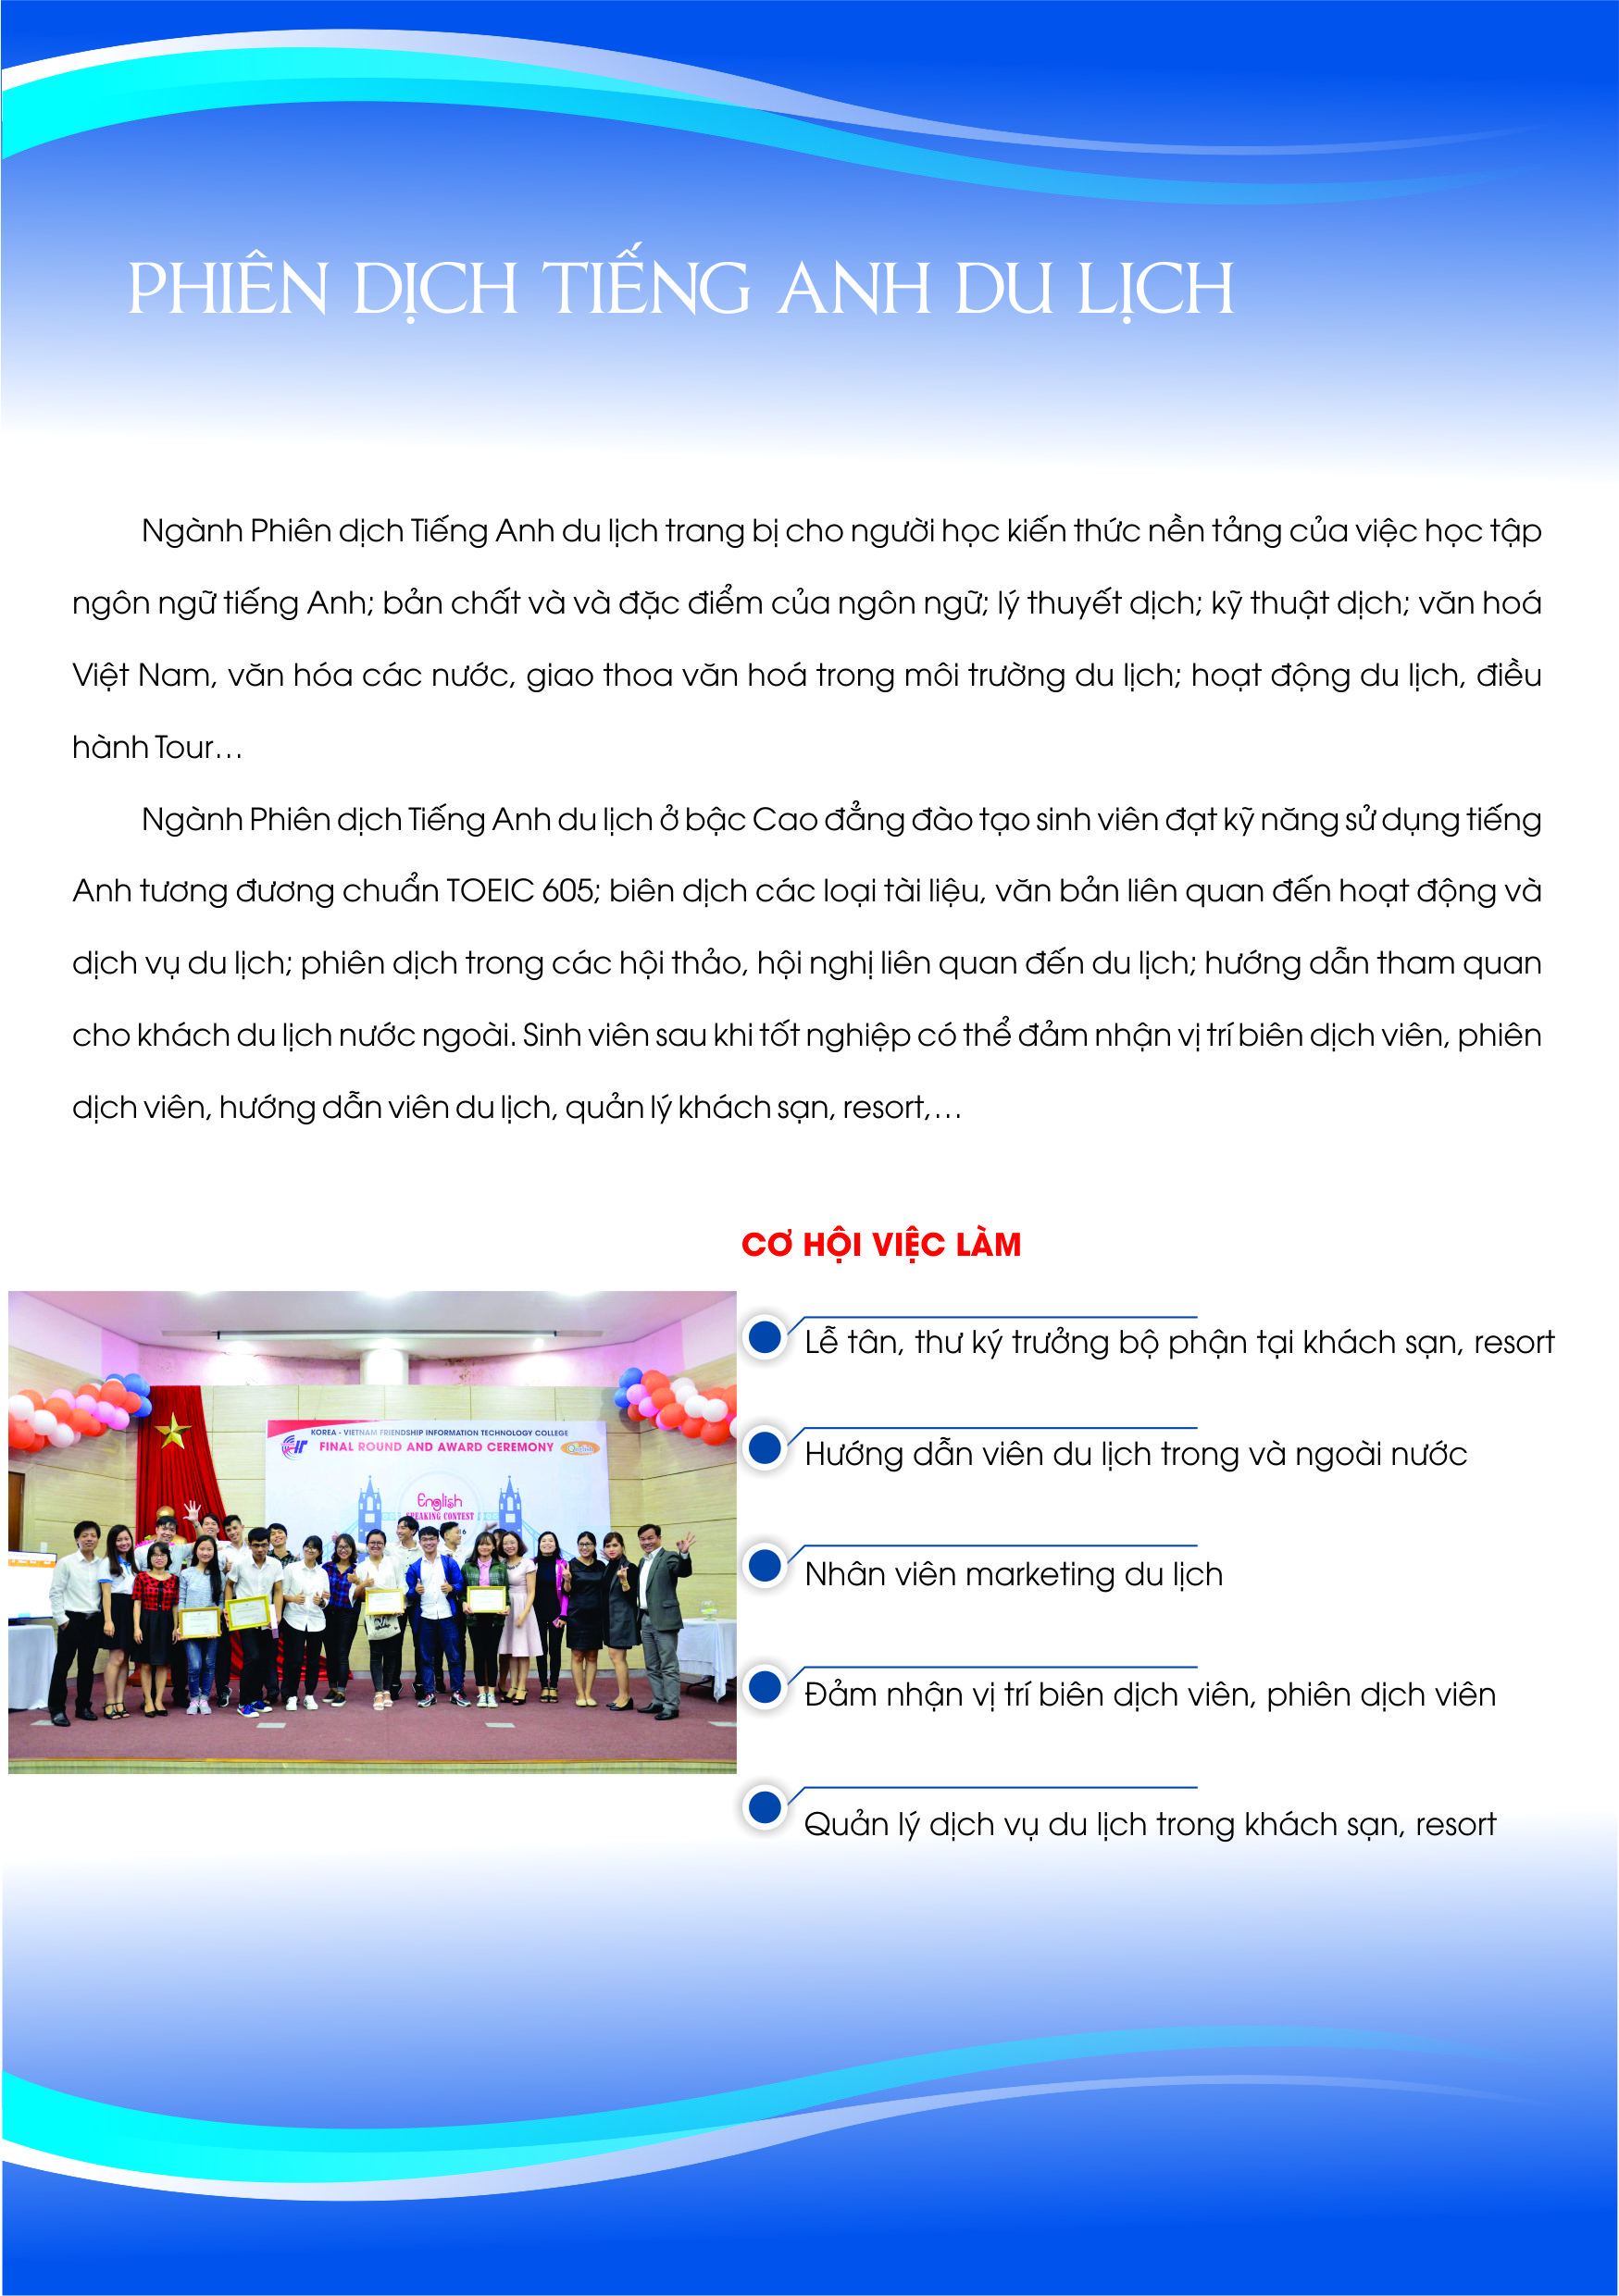 PHIÊN DỊCH TIẾNG ANH DU LỊCH
Ngành Phiên dịch Tiếng Anh du lịch trang bị cho người học kiến thức nền tảng của việc học tập
ngôn ngữ tiếng Anh; bản chất và và đặc điểm của ngôn ngữ; lý thuyết dịch; kỹ thuật dịch; văn hoá
Việt Nam, văn hóa các nước, giao thoa văn hoá trong môi trường du lịch; hoạt động du lịch, điều
hành Tour...
Ngành Phiên dịch Tiếng Anh du lịch ở bậc Cao đẳng đào tạo sinh viên đạt kỹ năng sử dụng tiếng
Anh tương đương chuẩn TOEIC 605; biên dịch các loại tài liệu, văn bản liên quan đến hoạt động và
dịch vụ du lịch; phiên dịch trong các hội thảo, hội nghị liên quan đến du lịch; hướng dẫn tham quan
cho khách du lịch nước ngoài. Sinh viên sau khi tốt nghiệp có thể đảm nhận vị trí biên dịch viên, phiên
dịch viên, hướng dẫn viên du lịch, quản lý khách sạn, resort,...
CƠ HỘI VIỆC LÀM
Lễ tân, thư ký trưởng bộ phận tại khách sạn, resort
Hướng dẫn viên du lịch trong và ngoài nước
Nhân viên marketing du lịch
Đảm nhận vị trí biên dịch viên, phiên dịch viên
Quản lý dịch vụ du lịch trong khách sạn, resort
KOREA - VIETNAM FRIENDSHIP INFORMATION TECHNOLOGY COLLEGE
FINAL ROUND AND AWARD CEREMONY
English
SPEAKING CONTEST